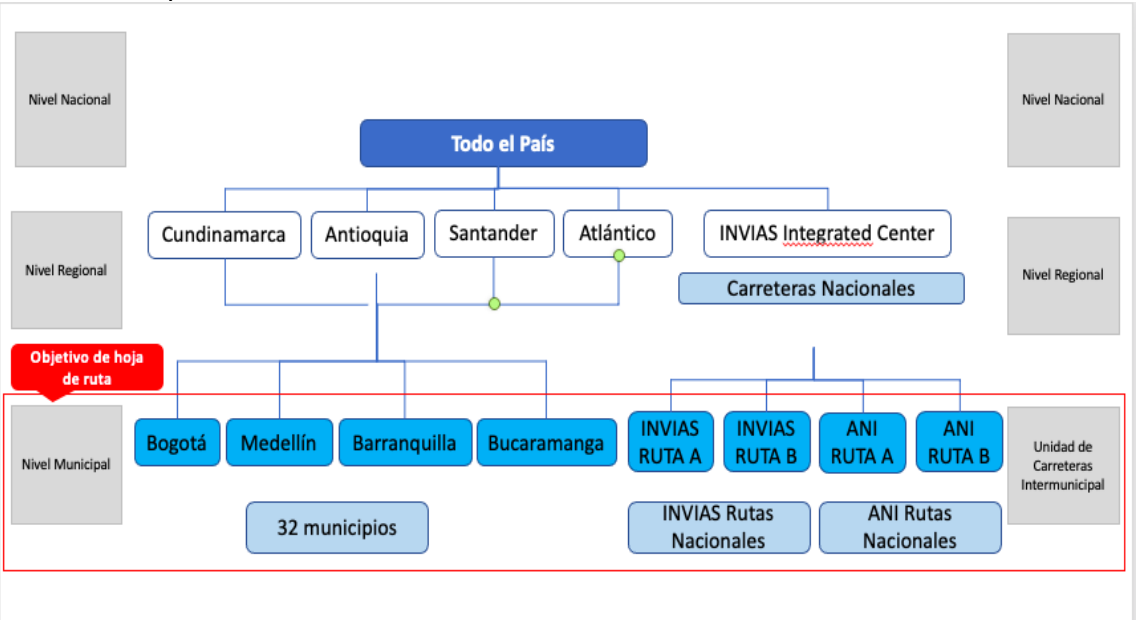 Nivel Nacional
Nivel Nacional
Todo el País
Cundinamarca
Antioquia
Santander
Atlántico
INVIAS Integrated Center
Nivel Regional
Nivel Regional
Carreteras Nacionales
Objetivo de hoja
de ruta
Nivel Municipal
Bogotá
Medellín
Barranquilla
Bucaramanga
INVIAS
RUTA A
INVIAS
RUTA B
ANI
RUTA A
ANI
RUTA B
Unidad de
Carreteras
Intermunicipal
32 municipios
INVIAS Rutas
Nacionales
ANI Rutas
Nacionales